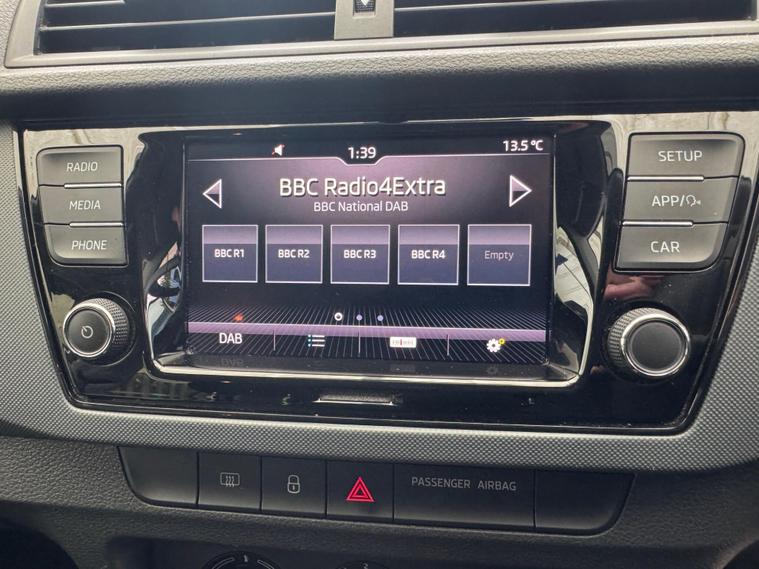 1:39
13.5°C
RADIO
MEDIA
PHONE
BBC Radio4Extra
BBC National DAB
BBC R1
BBC R2
BBC R3
BBC R4
Empty
DAB
SETUP
APP/
CAR
PASSENGER AIRBAG